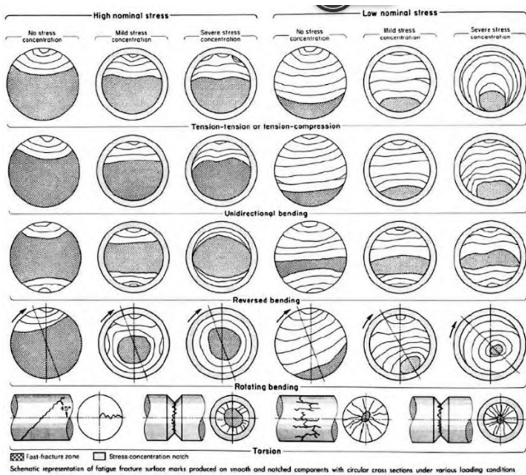 High nominal stress Low nominal stress
No stress concentration Mild stress concentration Severe stress concentration No stress concentration Mild stress concentration Severe stress concentration
Tension-tension or tension-compression
Unidirectional bending
Reversed bending
Rotating bending
45°
Torsion
Fast-fracture zone Stress-concentration notch
Schematic representation of fatigue fracture surface marks produced on smooth and notched components with circular cross sections under various loading conditions